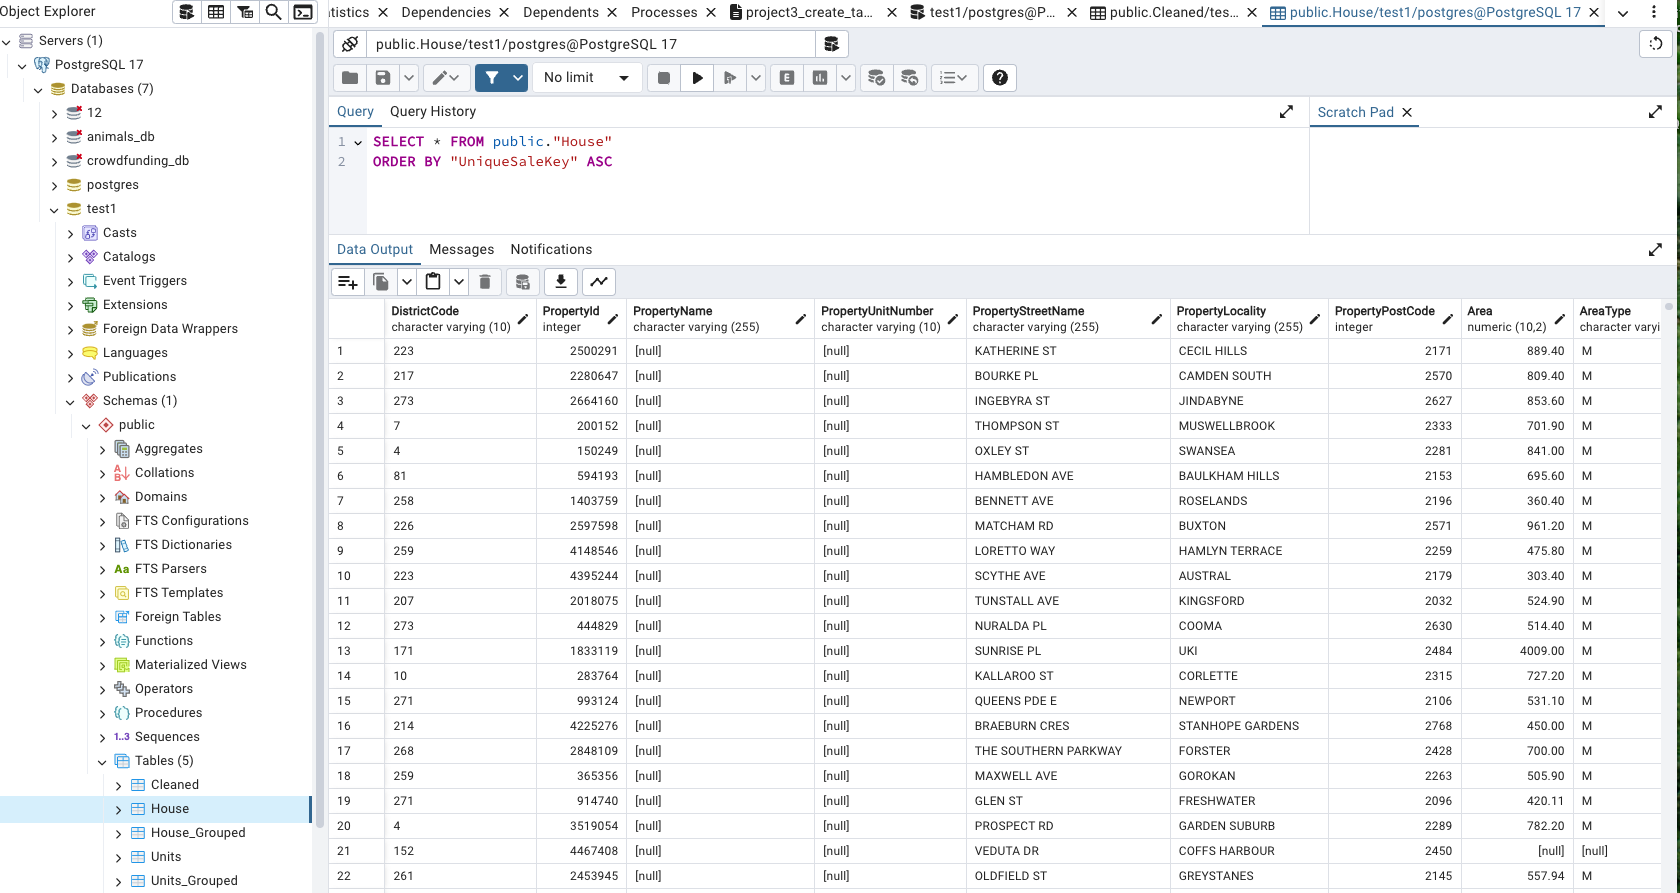 Object Explorer
tistics
Dependencies
Dependents
Processes
project3_create_ta...
test1/postgres@P...
public.Cleaned/tes...
public.House/test1/postgres@PostgreSQL 17
Servers (1)
PostgreSQL 17
Databases (7)
12
animals_db
crowdfunding_db
postgres
test1
Casts
Catalogs
Event Triggers
Extensions
Foreign Data Wrappers
Languages
Publications
Schemas (1)
public
Aggregates
Collations
Domains
FTS Configurations
FTS Dictionaries
Aa FTS Parsers
FTS Templates
Foreign Tables
Functions
Materialized Views
Operators
Procedures
1..3 Sequences
Tables (5)
Cleaned
House
House_Grouped
Units
Units_Grouped
public.House/test1/postgres@PostgreSQL 17
No limit
E
Query Query History
Scratch Pad
1 SELECT * FROM public."House"
2 ORDER BY "UniqueSaleKey" ASC
Data Output Messages Notifications
DistrictCode PropertyId PropertyName PropertyUnitNumber PropertyStreetName PropertyLocality PropertyPostCode Area AreaType
character varying (10) integer character varying (255) character varying (10) character varying (255) character varying (255) integer numeric (10,2) character varyi
1 223 2500291 [null] [null] KATHERINE ST CECIL HILLS 2171 889.40 M
2 217 2280647 [null] [null] BOURKE PL CAMDEN SOUTH 2570 809.40 M
3 273 2664160 [null] [null] INGEBYRA ST JINDABYNE 2627 853.60 M
4 7 200152 [null] [null] THOMPSON ST MUSWELLBROOK 2333 701.90 M
5 4 150249 [null] [null] OXLEY ST SWANSEA 2281 841.00 M
6 81 594193 [null] [null] HAMBLEDON AVE BAULKHAM HILLS 2153 695.60 M
7 258 1403759 [null] [null] BENNETT AVE ROSELANDS 2196 360.40 M
8 226 2597598 [null] [null] MATCHAM RD BUXTON 2571 961.20 M
9 259 4148546 [null] [null] LORETTO WAY HAMLYN TERRACE 2259 475.80 M
10 223 4395244 [null] [null] SCYTHE AVE AUSTRAL 2179 303.40 M
11 207 2018075 [null] [null] TUNSTALL AVE KINGSFORD 2032 524.90 M
12 273 444829 [null] [null] NURALDA PL COOMA 2630 514.40 M
13 171 1833119 [null] [null] SUNRISE PL UKI 2484 4009.00 M
14 10 283764 [null] [null] KALLAROO ST CORLETTE 2315 727.20 M
15 271 993124 [null] [null] QUEENS PDE E NEWPORT 2106 531.10 M
16 214 4225276 [null] [null] BRAEBURN CRES STANHOPE GARDENS 2768 450.00 M
17 268 2848109 [null] [null] THE SOUTHERN PARKWAY FORSTER 2428 700.00 M
18 259 365356 [null] [null] MAXWELL AVE GOROKAN 2263 505.90 M
19 271 914740 [null] [null] GLEN ST FRESHWATER 2096 420.11 M
20 4 3519054 [null] [null] PROSPECT RD GARDEN SUBURB 2289 782.20 M
21 152 4467408 [null] [null] VEDUTA DR COFFS HARBOUR 2450 [null] [null]
22 261 2453945 [null] [null] OLDFIELD ST GREYSTANES 2145 557.94 M